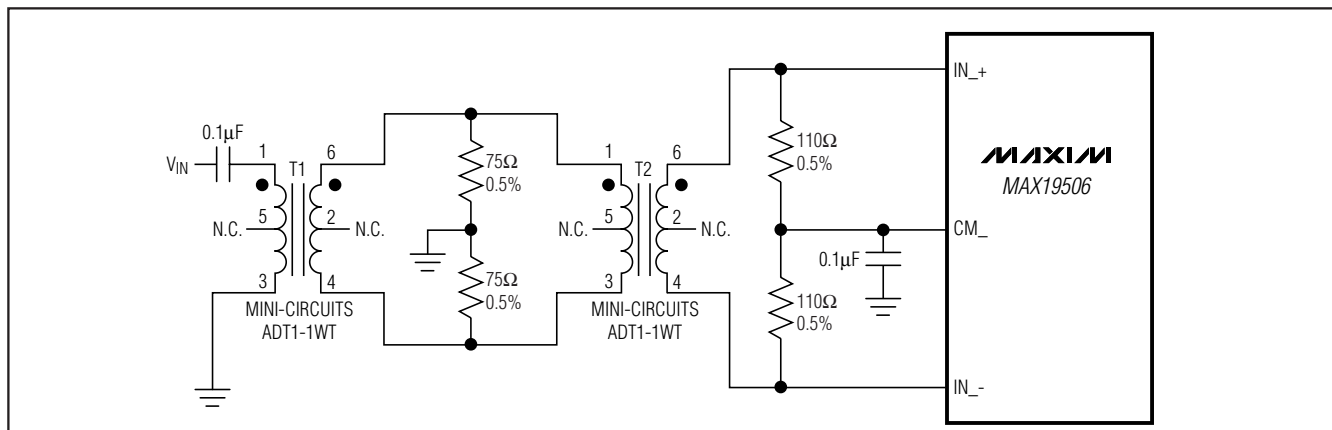 0.1μF
VIN
1
T1
6
5
2
N.C.
N.C.
3
4
MINI-CIRCUITS
ADT1-1WT
75Ω
0.5%
75Ω
0.5%
1
T2
6
5
2
N.C.
N.C.
3
4
MINI-CIRCUITS
ADT1-1WT
110Ω
0.5%
0.1μF
110Ω
0.5%
IN_+
MAXIM
MAX19506
CM_
IN_-